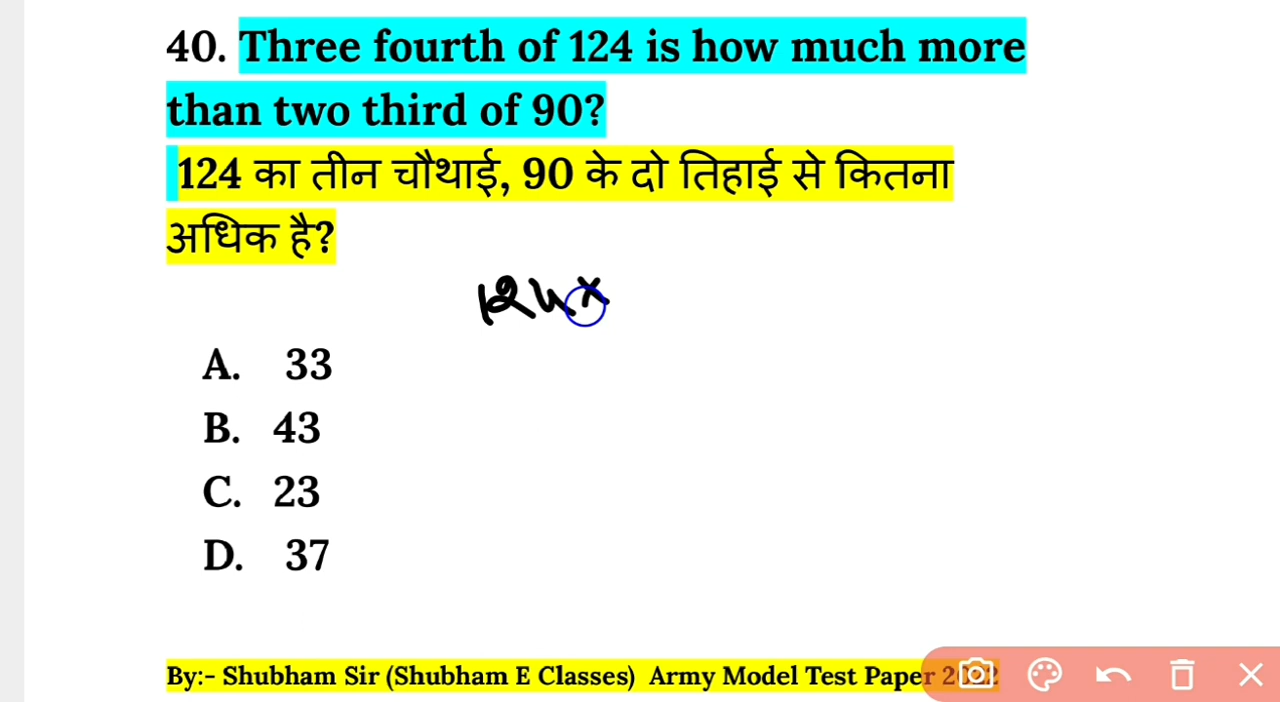 40. Three fourth of 124 is how much more
than two third of 90?
124 का तीन चौथाई, 90 के दो तिहाई से कितना
अधिक है?
124×
A. 33
B. 43
C. 23
D. 37
By:- Shubham Sir (Shubham E Classes) Army Model Test Paper